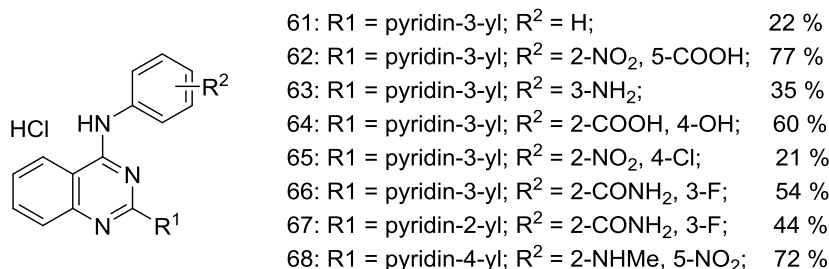 61: R1 = pyridin-3-yl; R² = H; 22 %
62: R1 = pyridin-3-yl; R² = 2-NO₂, 5-COOH; 77 %
63: R1 = pyridin-3-yl; R² = 3-NH₂; 35 %
64: R1 = pyridin-3-yl; R² = 2-COOH, 4-OH; 60 %
65: R1 = pyridin-3-yl; R² = 2-NO₂, 4-Cl; 21 %
66: R1 = pyridin-3-yl; R² = 2-CONH₂, 3-F; 54 %
67: R1 = pyridin-2-yl; R² = 2-CONH₂, 3-F; 44 %
68: R1 = pyridin-4-yl; R² = 2-NHMe, 5-NO₂; 72 %
R²
HCl
HN
N
N
R¹